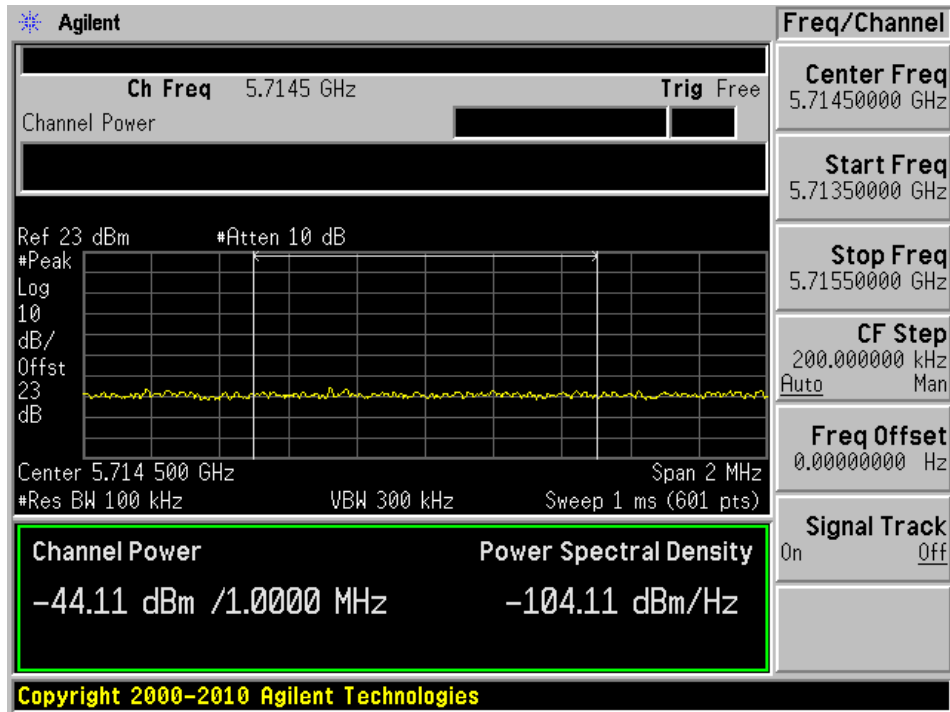 Agilent
Freq/Channel
Ch Freq 5.7145 GHz Trig Free
Channel Power
Center Freq
5.71450000 GHz
Start Freq
5.71350000 GHz
Stop Freq
5.71550000 GHz
CF Step
200.000000 kHz
Auto Man
Freq Offset
0.00000000 Hz
Signal Track
On Off
Ref 23 dBm #Atten 10 dB
#Peak
Log
10
dB/
Offst
23
dB
Center 5.714 500 GHz Span 2 MHz
#Res BW 100 kHz VBW 300 kHz Sweep 1 ms (601 pts)
Channel Power Power Spectral Density
-44.11 dBm /1.0000 MHz -104.11 dBm/Hz
Copyright 2000-2010 Agilent Technologies